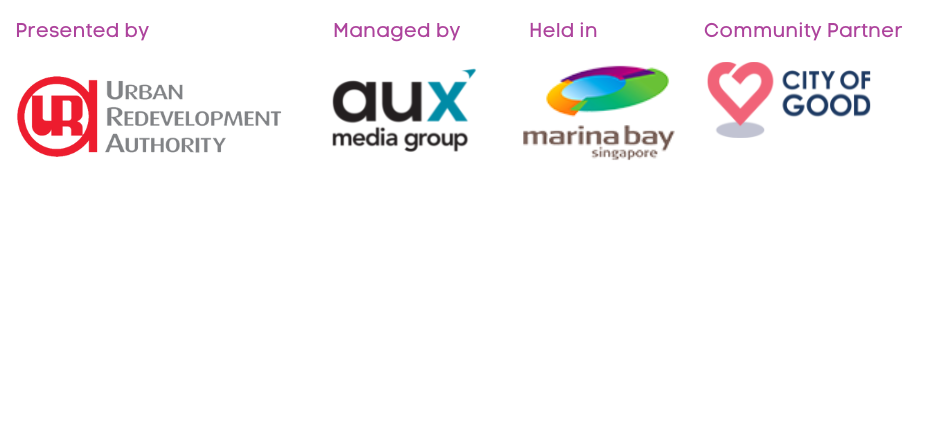 Presented by
URBAN
REDEVELOPMENT
AUTHORITY
Managed by
aux
media group
Held in
marina bay
singapore
Community Partner
CITY OF
GOOD